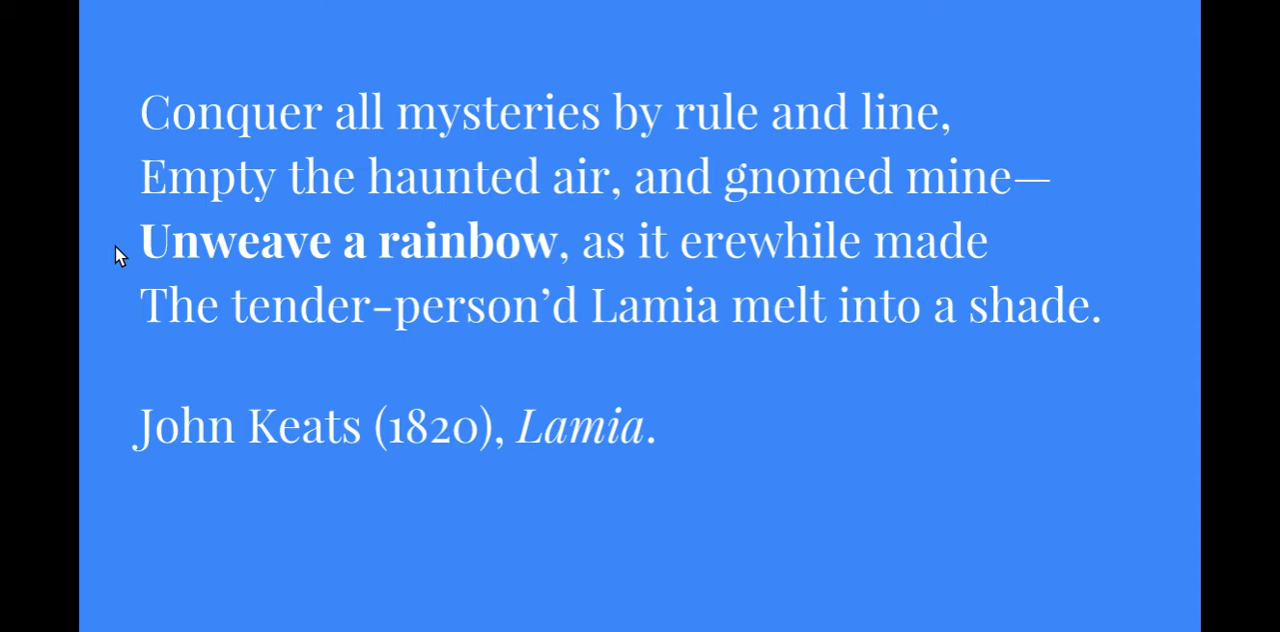 Conquer all mysteries by rule and line,
Empty the haunted air, and gnomed mine—
Unweave a rainbow, as it erewhile made
The tender-person’d Lamia melt into a shade.
John Keats (1820), Lamia.